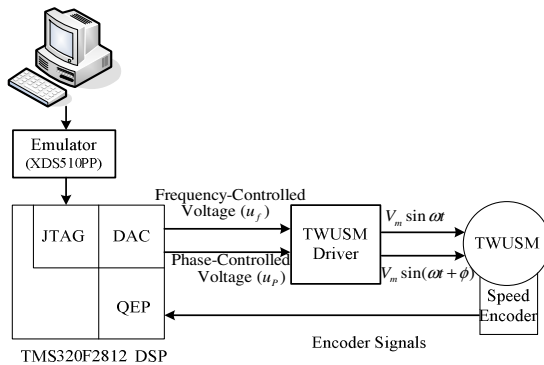 Emulator
(XDS510PP)
Frequency-Controlled
Voltage (u_f)
V_m sin ωt
JTAG
DAC
TWUSM
Driver
TWUSM
Phase-Controlled
Voltage (u_P)
V_m sin(ωt + ϕ)
QEP
Speed
Encoder
Encoder Signals
TMS320F2812 DSP